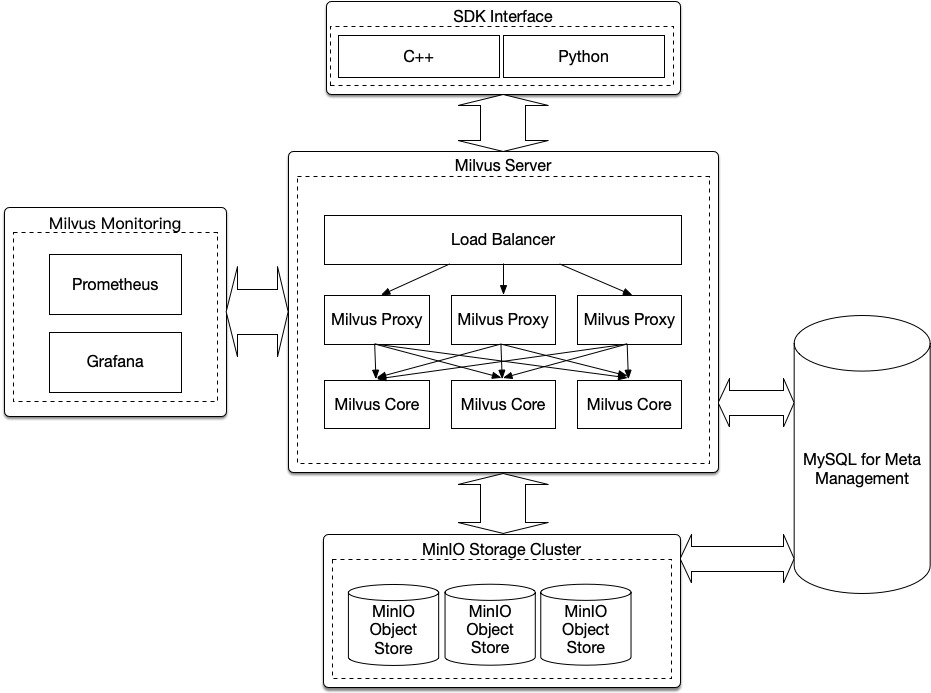 SDK Interface
C++
Python
Milvus Server
Load Balancer
Milvus Proxy
Milvus Proxy
Milvus Proxy
Milvus Core
Milvus Core
Milvus Core
Milvus Monitoring
Prometheus
Grafana
MySQL for Meta
Management
MinIO Storage Cluster
MinIO
Object
Store
MinIO
Object
Store
MinIO
Object
Store